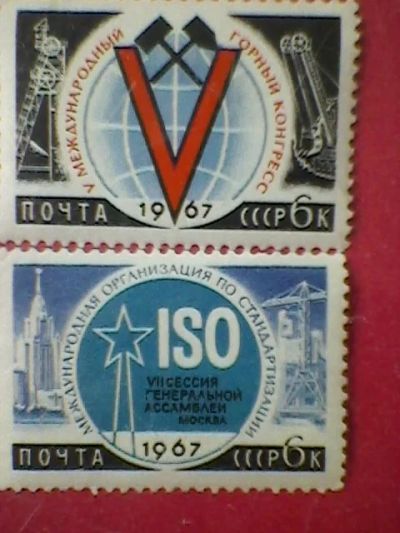 V МЕЖДУНАРОДНЫЙ ГОРНЫЙ КОНГРЕСС
V
ПОЧТА 1967 СССР 6К
МЕЖДУНАРОДНАЯ ОРГАНИЗАЦИЯ ПО СТАНДАРТИЗАЦИИ
ISO
VII СЕССИЯ
ГЕНЕРАЛЬНОЙ
АССАМБЛЕИ
МОСКВА
ПОЧТА 1967 СССР 6К